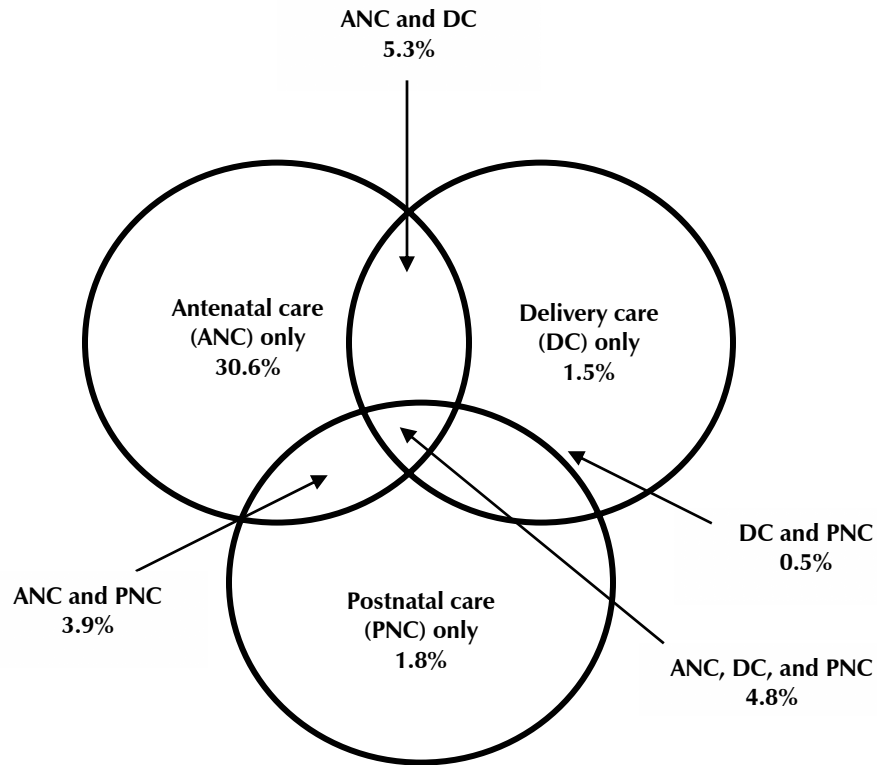 ANC and DC
5.3%
Antenatal care
(ANC) only
30.6%
Delivery care
(DC) only
1.5%
DC and PNC
0.5%
ANC and PNC
3.9%
Postnatal care
(PNC) only
1.8%
ANC, DC, and PNC
4.8%